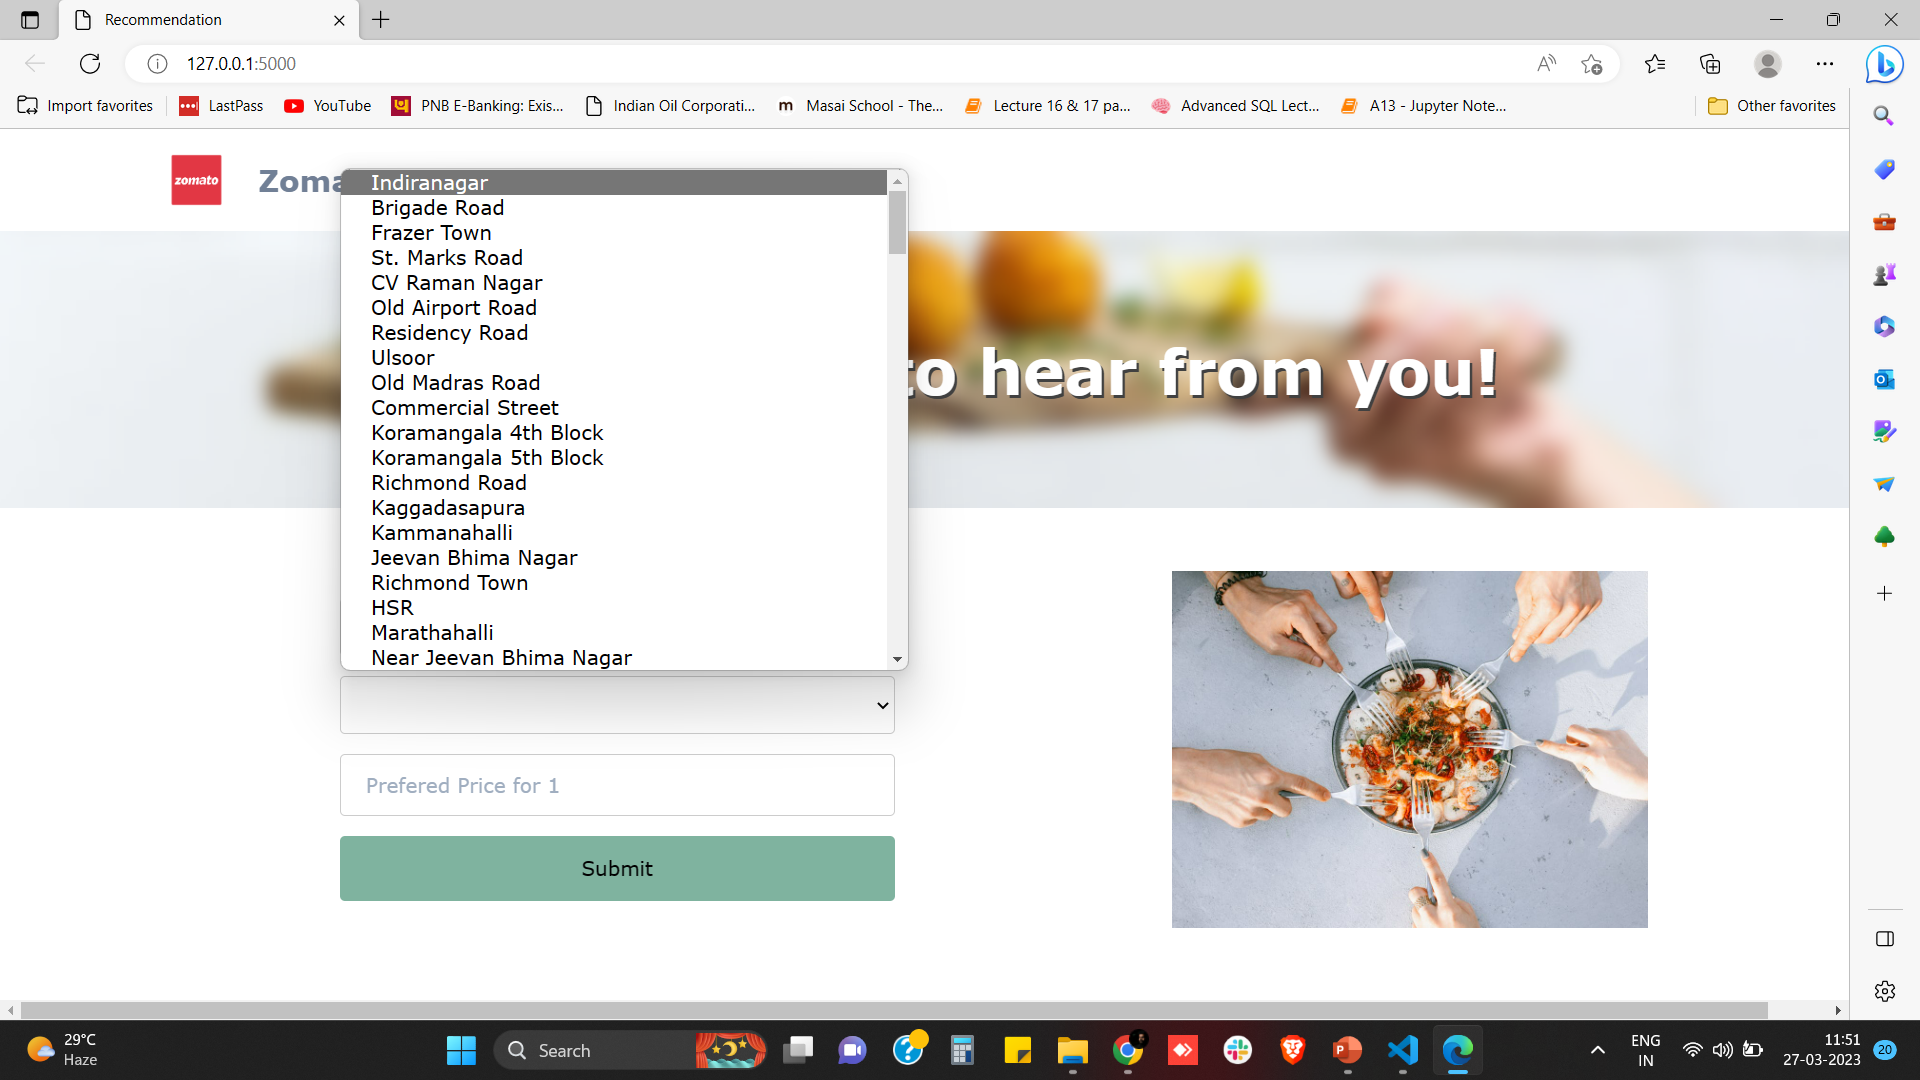 Recommendation
127.0.0.1:5000
Import favorites
LastPass
YouTube
PNB E-Banking: Exis...
Indian Oil Corporati...
m
Masai School - The...
Lecture 16 & 17 pa...
Advanced SQL Lect...
A13 - Jupyter Note...
Other favorites
zomato
Zoma
Indiranagar
Brigade Road
Frazer Town
St. Marks Road
CV Raman Nagar
Old Airport Road
Residency Road
Ulsoor
Old Madras Road
Commercial Street
Koramangala 4th Block
Koramangala 5th Block
Richmond Road
Kaggadasapura
Kammanahalli
Jeevan Bhima Nagar
Richmond Town
HSR
Marathahalli
Near Jeevan Bhima Nagar
to hear from you!
Prefered Price for 1
Submit
29°C
Haze
Search
ENG
IN
11:51
27-03-2023
20